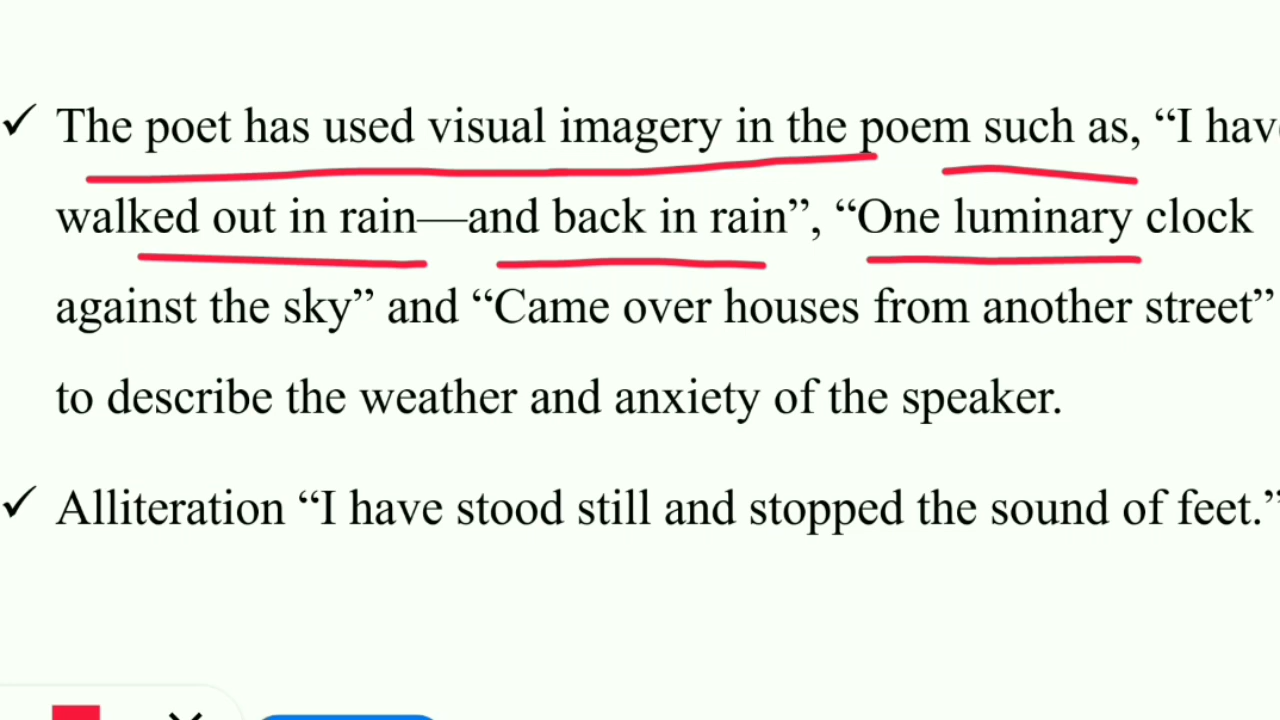 ✓ The poet has used visual imagery in the poem such as, “I have
walked out in rain—and back in rain”, “One luminary clock
against the sky” and “Came over houses from another street”
to describe the weather and anxiety of the speaker.
✓ Alliteration “I have stood still and stopped the sound of feet.”